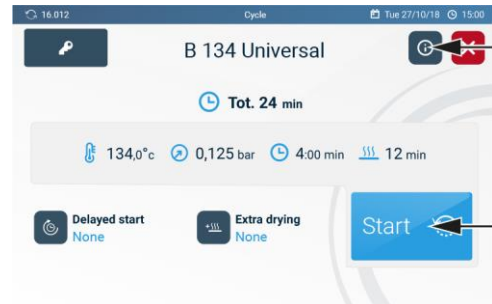 16.012 Cycle Tue 27/10/18 15:00
B 134 Universal
Tot. 24 min
134,0°c 0,125 bar 4:00 min 12 min
Delayed start Extra drying Start
None None